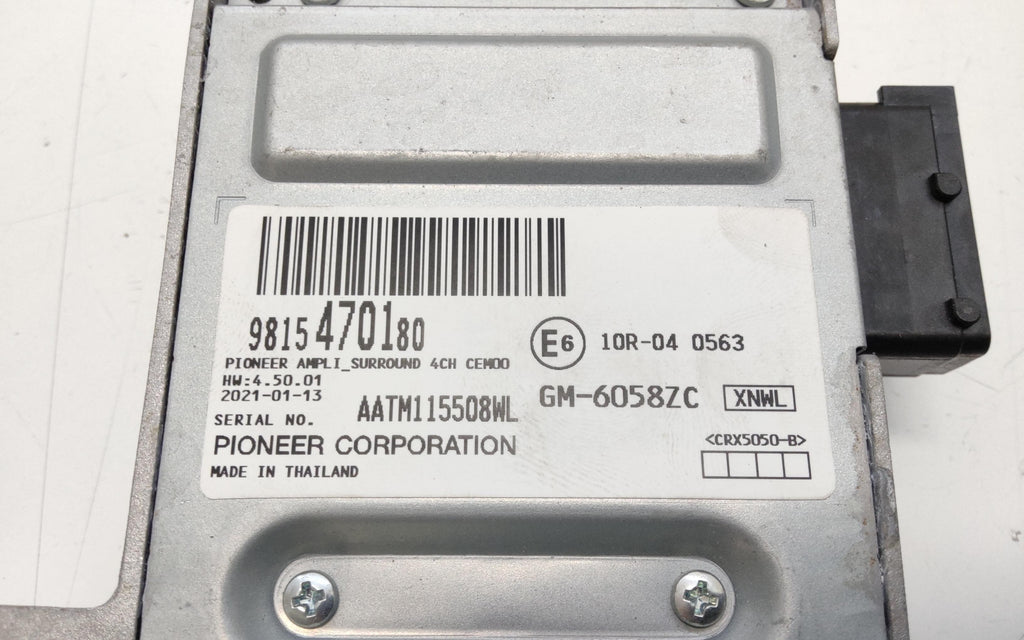 9815470180
PIONEER AMPLI_SURROUND 4CH CEMOO
HW:4.50.01
2021-01-13
SERIAL NO. AATM115508WL
PIONEER CORPORATION
MADE IN THAILAND
E6 10R-04 0563
GM-6058ZC XNWL
<CRX5050-B>